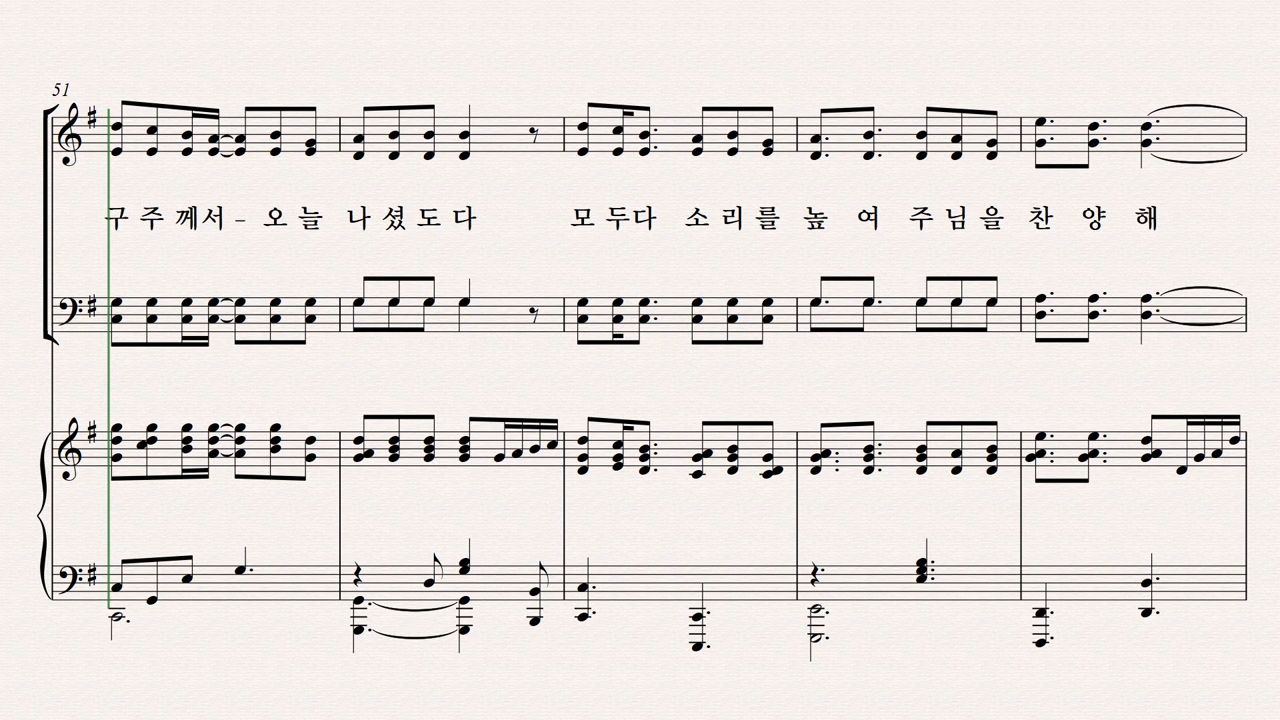 51
구 주 께서 - 오 늘 나 셨 도 다 모 두다 소 리 를 높 여 주 님 을 찬 양 해